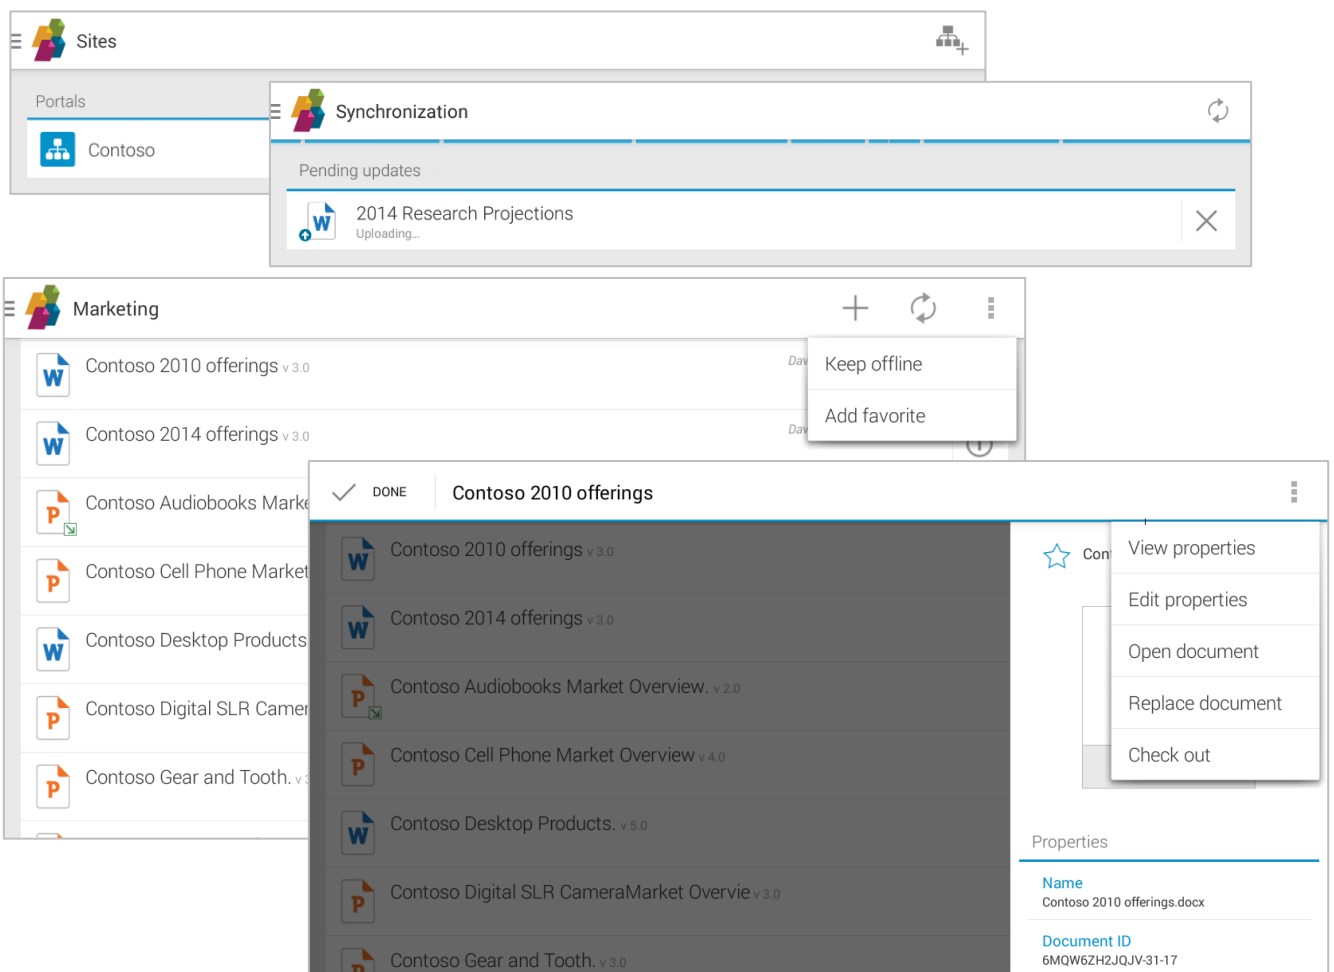 Sites
Portals
Contoso
Synchronization
Pending updates
2014 Research Projections
Uploading...
Marketing
Contoso 2010 offerings v 3.0
Dav
Keep offline
Contoso 2014 offerings v 3.0
Dav
Add favorite
Contoso Audiobooks
Contoso Cell Phone Market
Contoso Desktop Products
Contoso Digital SLR
Contoso Gear and Tooth.
DONE
Contoso 2010 offerings
Contoso 2010 offerings v 3.0
Contoso 2014 offerings v 3.0
Contoso Audiobooks Market Overview. v 2.0
Contoso Cell Phone Market Overview v 4.0
Contoso Desktop Products. v 5.0
Contoso Digital SLR CameraMarket Overvie v 3.0
Contoso Gear and Tooth. v 3.0
View properties
Edit properties
Open document
Replace document
Check out
Properties
Name
Contoso 2010 offerings.docx
Document ID
6MQW6ZH2JQJV-31-17